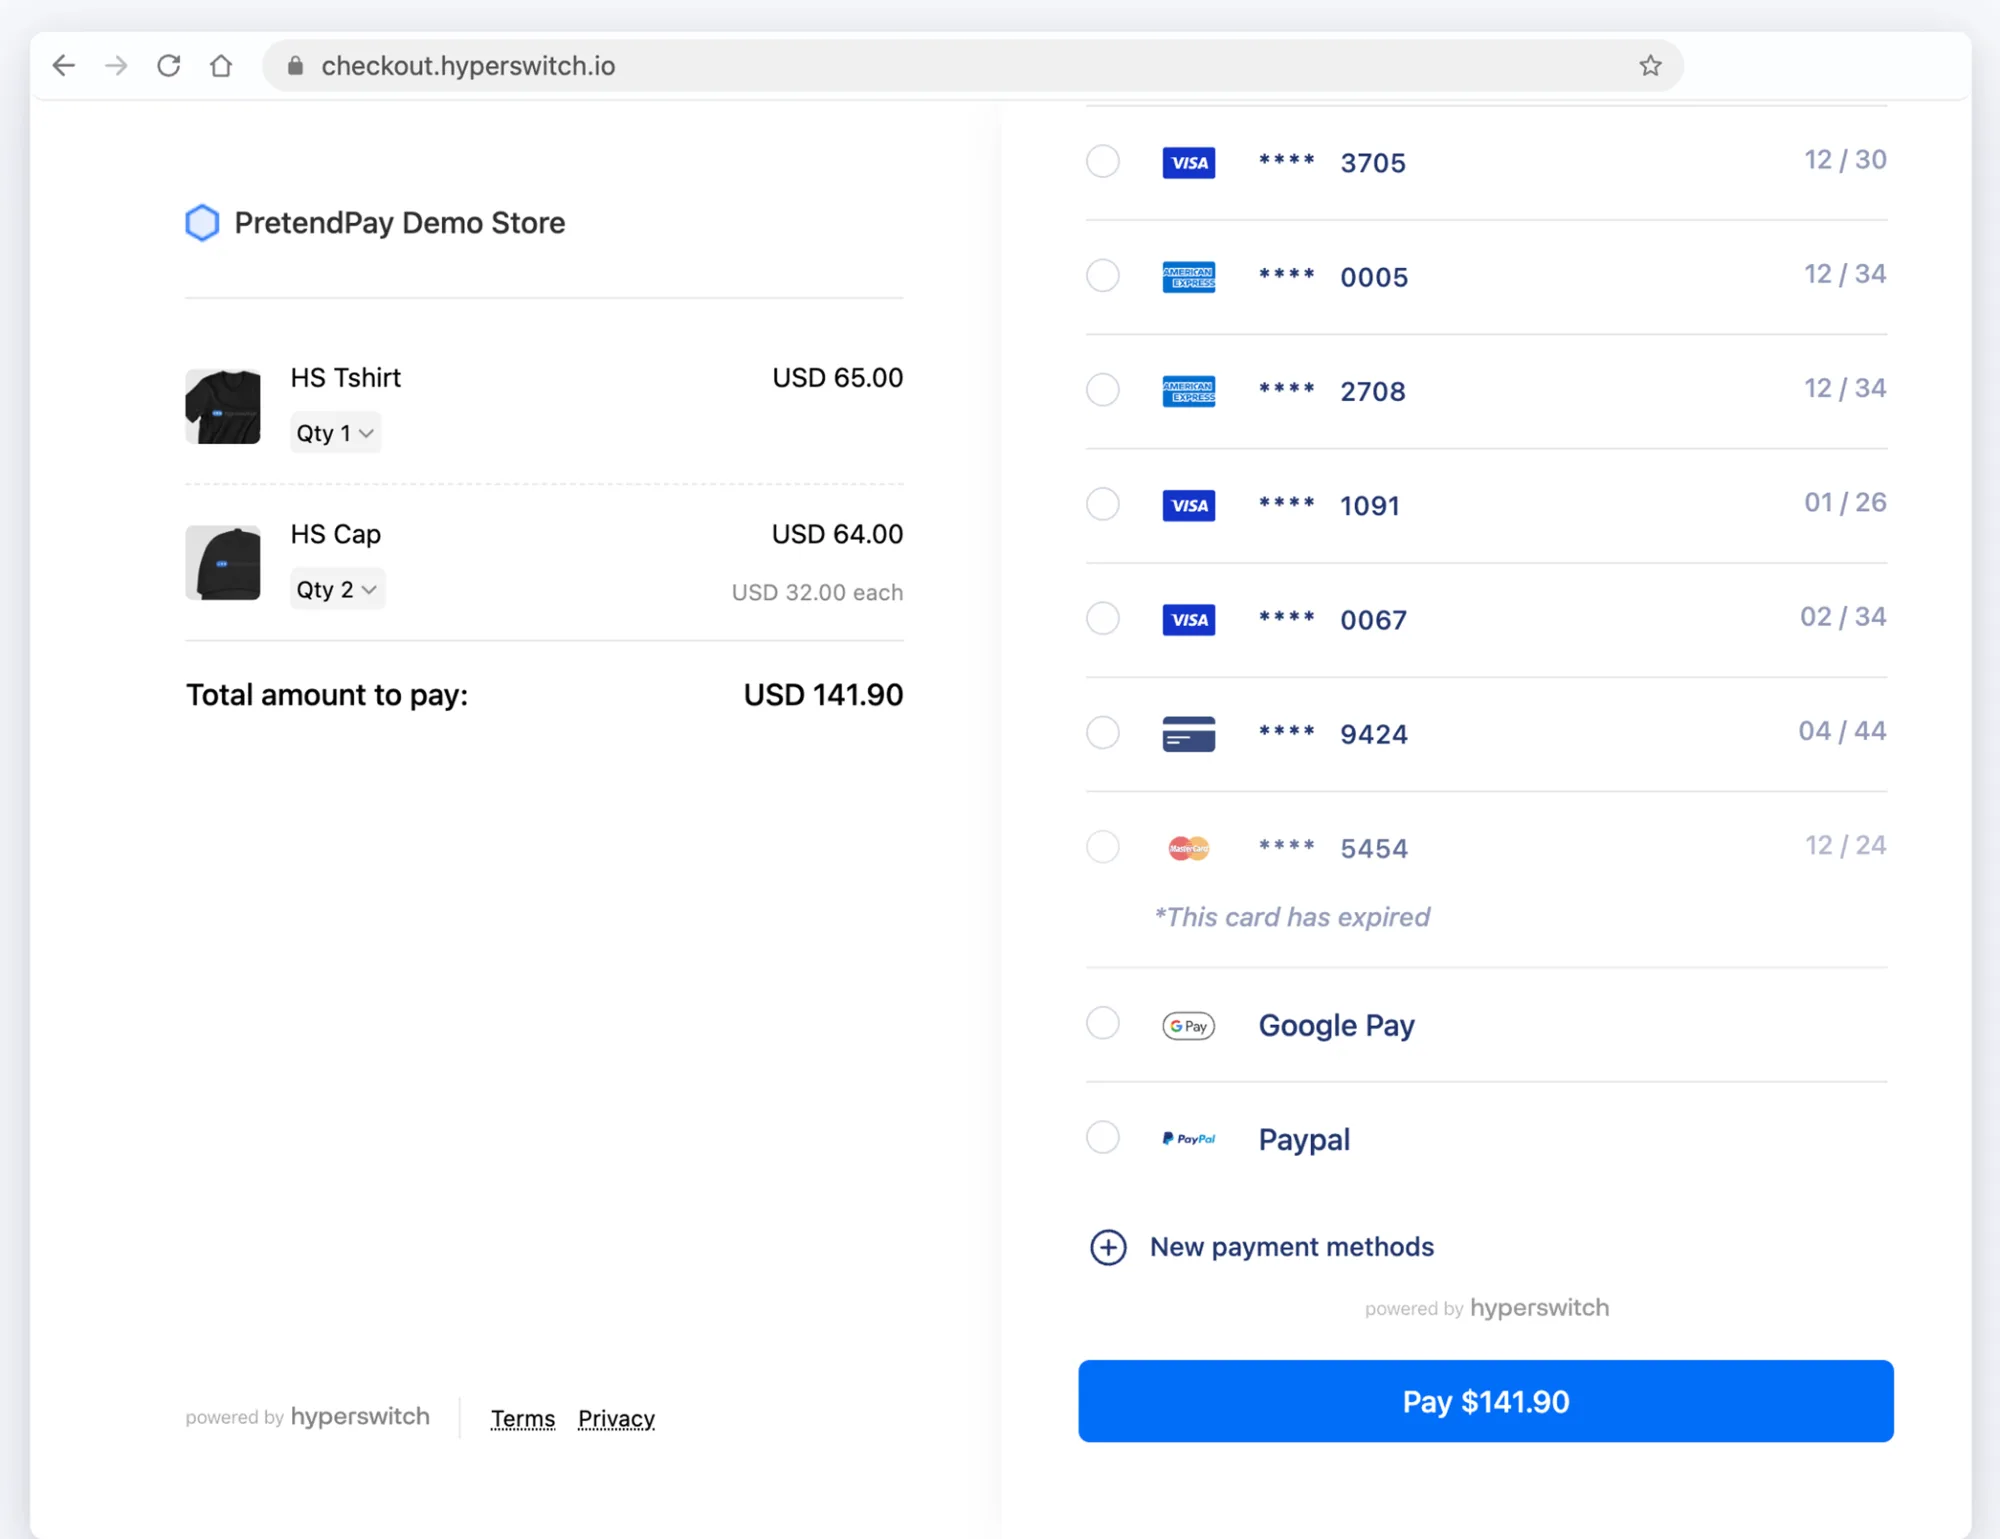 checkout.hyperswitch.io
PretendPay Demo Store
HS Tshirt USD 65.00
Qty 1
HS Cap USD 64.00
Qty 2 USD 32.00 each
Total amount to pay: USD 141.90
powered by hyperswitch Terms Privacy
VISA **** 3705 12 / 30
AMERICAN EXPRESS **** 0005 12 / 34
AMERICAN EXPRESS **** 2708 12 / 34
VISA **** 1091 01 / 26
VISA **** 0067 02 / 34
**** 9424 04 / 44
MasterCard **** 5454 12 / 24
*This card has expired
G Pay Google Pay
PayPal Paypal
New payment methods
powered by hyperswitch
Pay $141.90